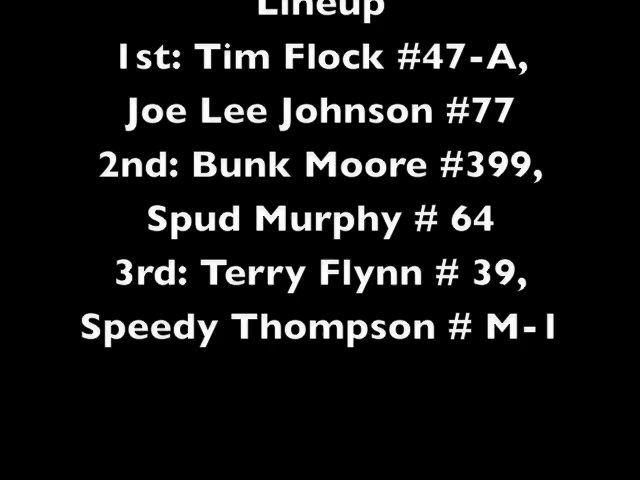 Lineup
1st: Tim Flock #47-A,
Joe Lee Johnson #77
2nd: Bunk Moore #399,
Spud Murphy # 64
3rd: Terry Flynn # 39,
Speedy Thompson # M-1